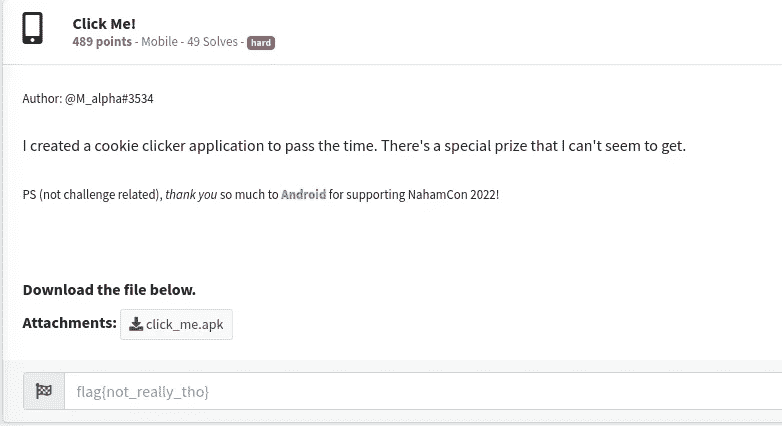 Click Me!
489 points - Mobile - 49 Solves - hard
Author: @M_alpha#3534
I created a cookie clicker application to pass the time. There's a special prize that I can't seem to get.
PS (not challenge related), thank you so much to Android for supporting NahamCon 2022!
Download the file below.
Attachments: click_me.apk
flag{not_really_tho}